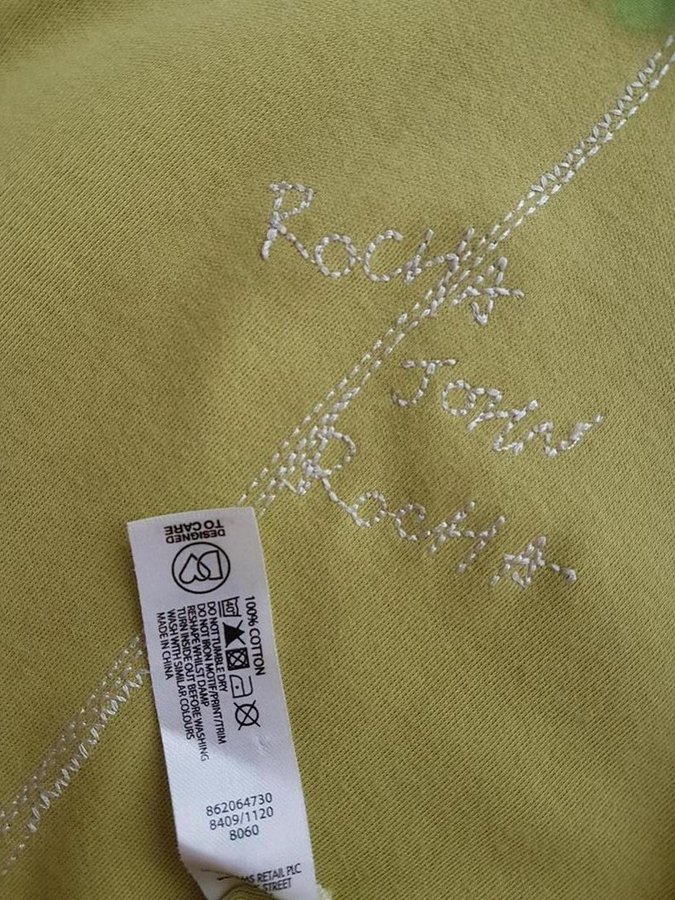 ROCHA
JOHN
ROCHA
DESIGNED
TO CARE
40°
100% COTTON
DO NOT TUMBLE DRY
DO NOT IRON MOTIF/PRINT/TRIM
RESHAPE WHILST DAMP
TURN INSIDE OUT BEFORE WASHING
WASH WITH SIMILAR COLOURS
MADE IN CHINA
862064730
8409/1120
8060
RETAIL PLC
STREET